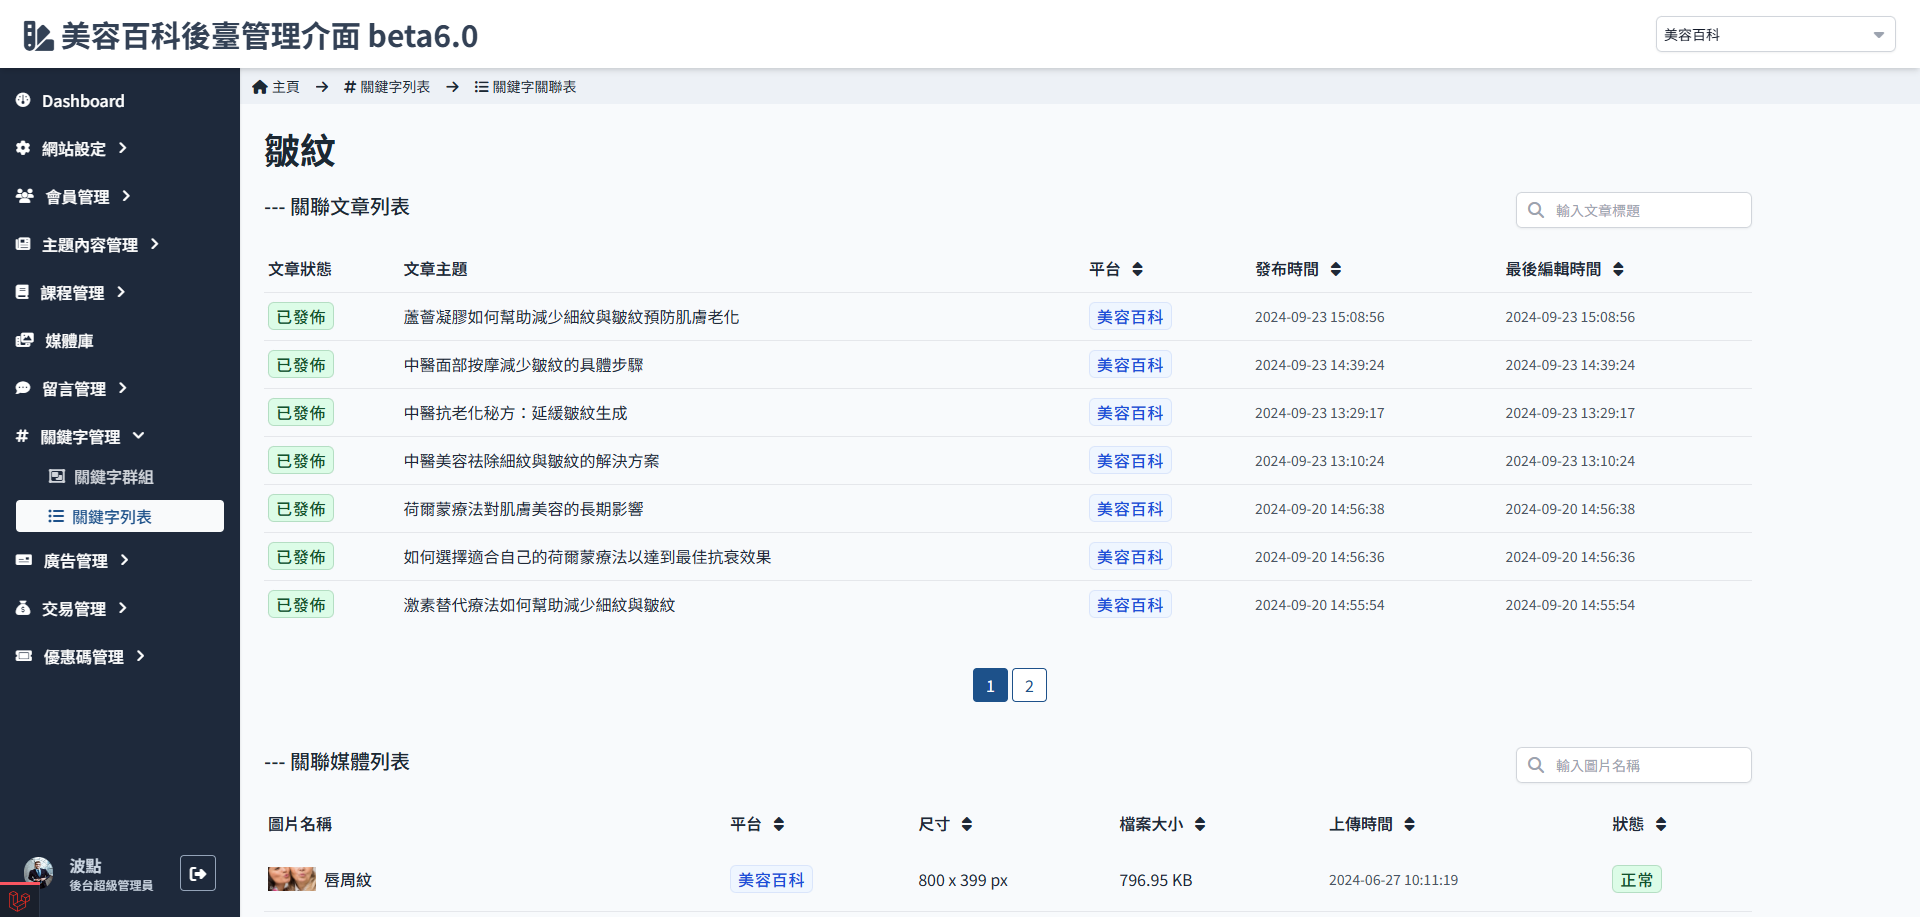 美容百科後臺管理介面 beta6.0
美容百科
Dashboard
網站設定
會員管理
主題內容管理
課程管理
媒體庫
留言管理
關鍵字管理
關鍵字群組
關鍵字列表
廣告管理
交易管理
優惠碼管理
波點
後台超級管理員
主頁 → 關鍵字列表 → 關鍵字關聯表
皺紋
--- 關聯文章列表
輸入文章標題
文章狀態 文章主題 平台 發布時間 最後編輯時間
已發佈 蘆薈凝膠如何幫助減少細紋與皺紋預防肌膚老化 美容百科 2024-09-23 15:08:56 2024-09-23 15:08:56
已發佈 中醫面部按摩減少皺紋的具體步驟 美容百科 2024-09-23 14:39:24 2024-09-23 14:39:24
已發佈 中醫抗老化秘方：延緩皺紋生成 美容百科 2024-09-23 13:29:17 2024-09-23 13:29:17
已發佈 中醫美容祛除細紋與皺紋的解決方案 美容百科 2024-09-23 13:10:24 2024-09-23 13:10:24
已發佈 荷爾蒙療法對肌膚美容的長期影響 美容百科 2024-09-20 14:56:38 2024-09-20 14:56:38
已發佈 如何選擇適合自己的荷爾蒙療法以達到最佳抗衰效果 美容百科 2024-09-20 14:56:36 2024-09-20 14:56:36
已發佈 激素替代療法如何幫助減少細紋與皺紋 美容百科 2024-09-20 14:55:54 2024-09-20 14:55:54
1 2
--- 關聯媒體列表
輸入圖片名稱
圖片名稱 平台 尺寸 檔案大小 上傳時間 狀態
唇周紋 美容百科 800 x 399 px 796.95 KB 2024-06-27 10:11:19 正常